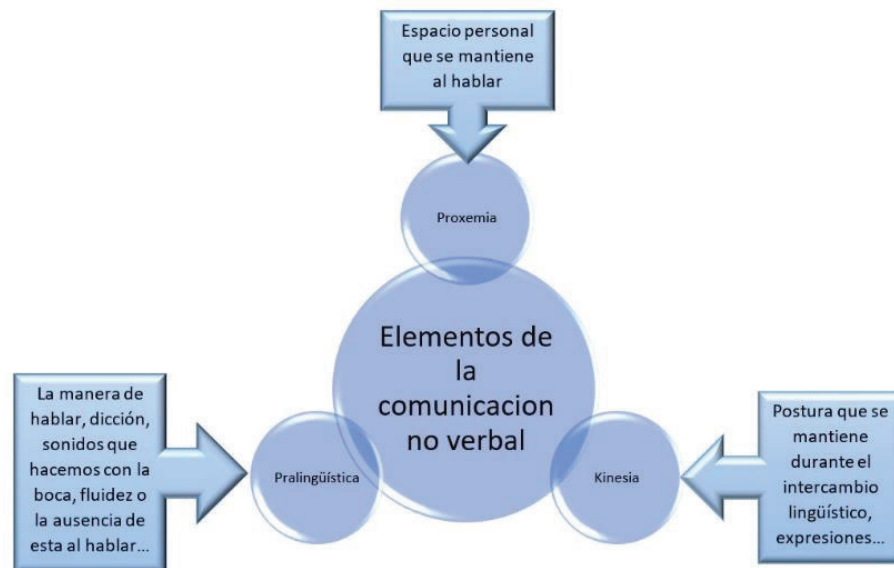 Espacio personal
que se mantiene
al hablar
Proxemia
Elementos de
la
comunicacion
no verbal
La manera de
hablar, dicción,
sonidos que
hacemos con la
boca, fluidez o
la ausencia de
esta al hablar...
Pralingüística
Kinesia
Postura que se
mantiene
durante el
intercambio
lingüístico,
expresiones...